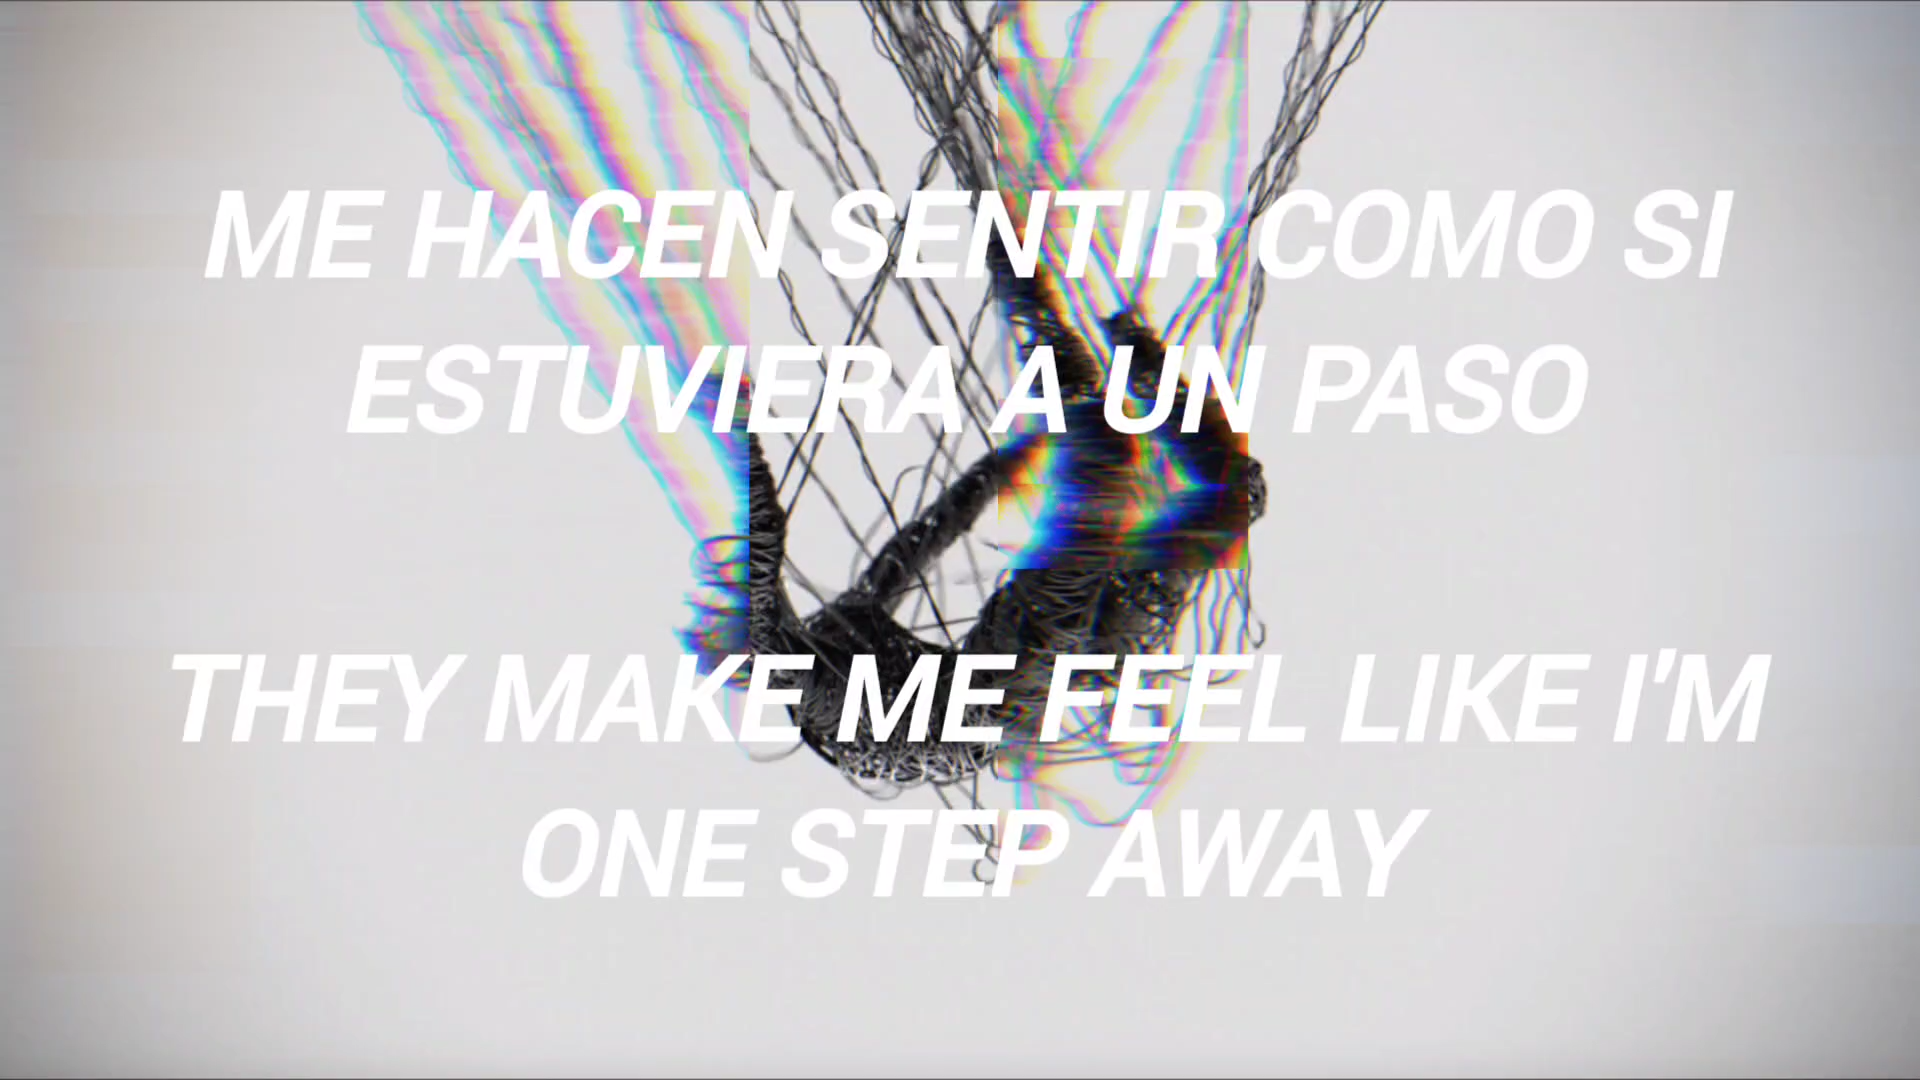 ME HACEN SENTIR COMO SI
ESTUVIERA A UN PASO
THEY MAKE ME FEEL LIKE I'M
ONE STEP AWAY